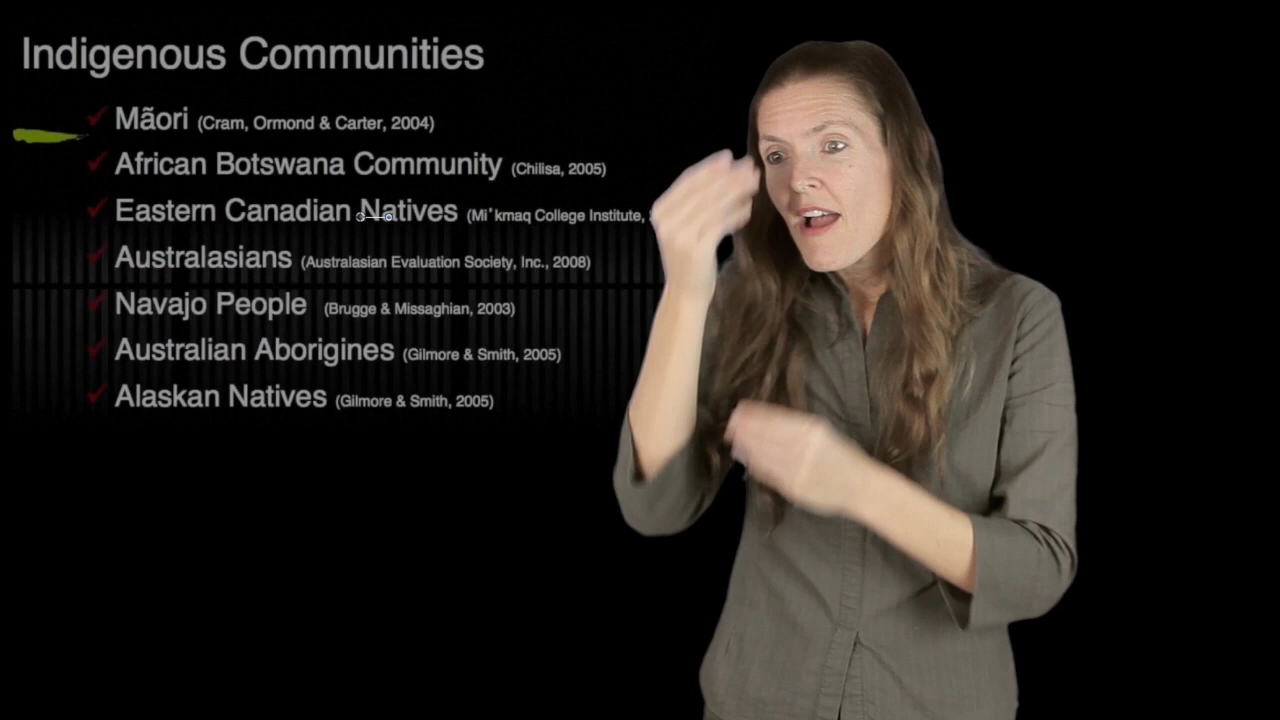 Indigenous Communities
Mãori (Cram, Ormond & Carter, 2004)
African Botswana Community (Chilisa, 2005)
Eastern Canadian Natives (Mi˚kmaq College Institute,
Australasians (Australasian Evaluation Society, Inc., 2008)
Navajo People (Brugge & Missaghian, 2003)
Australian Aborigines (Gilmore & Smith, 2005)
Alaskan Natives (Gilmore & Smith, 2005)